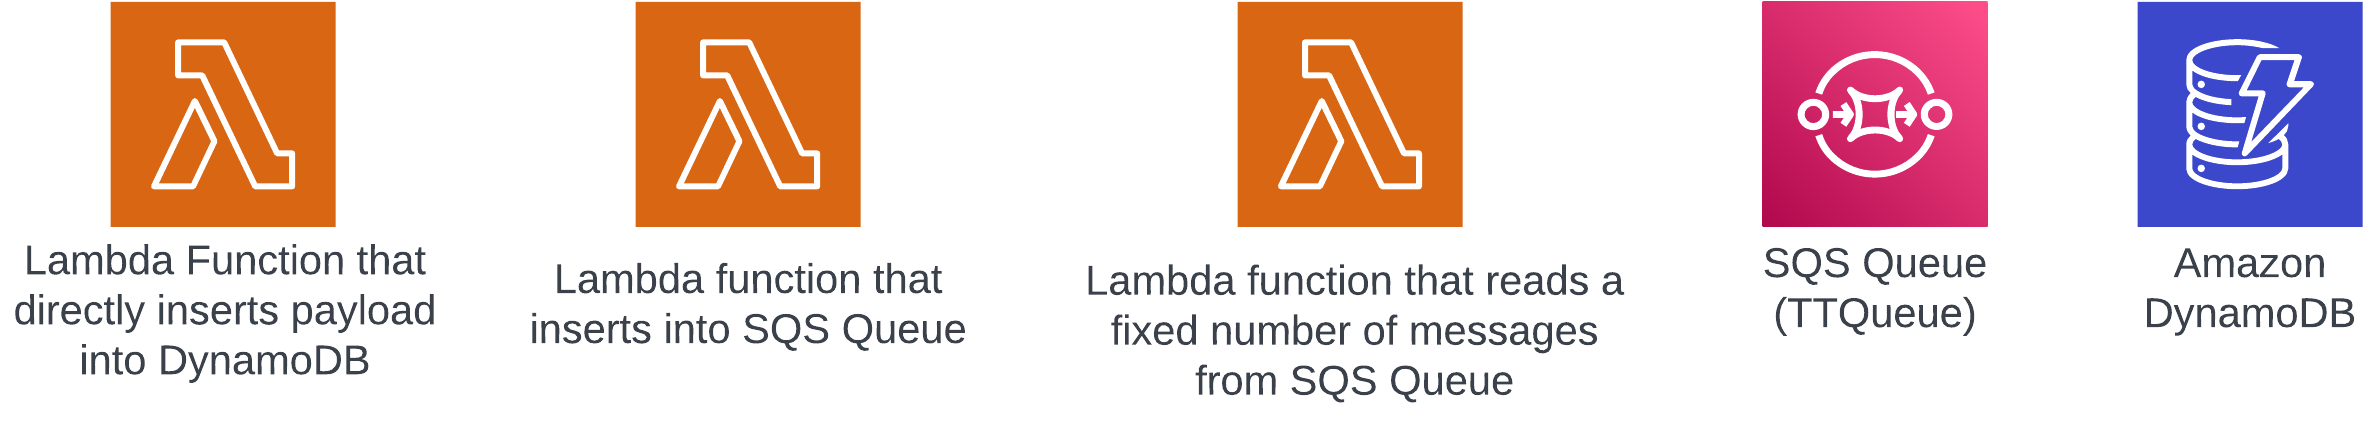 Lambda Function that
directly inserts payload
into DynamoDB
Lambda function that
inserts into SQS Queue
Lambda function that reads a
fixed number of messages
from SQS Queue
SQS Queue
(TTQueue)
Amazon
DynamoDB